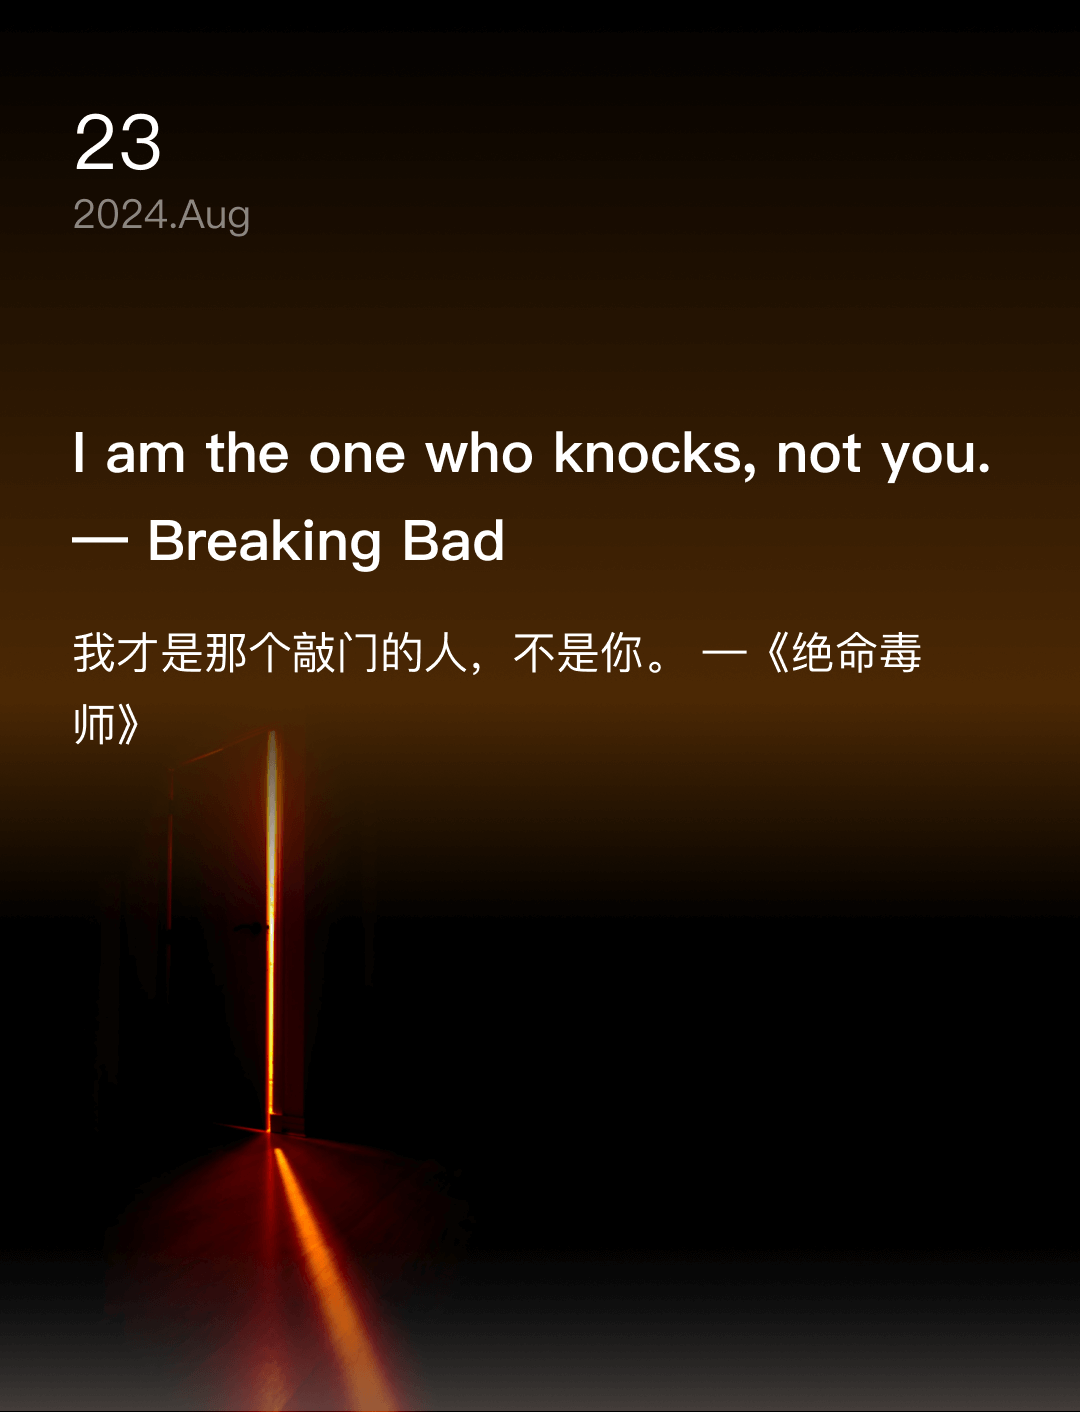 23
2024.Aug
I am the one who knocks, not you.
— Breaking Bad
我才是那个敲门的人，不是你。 —《绝命毒
师》